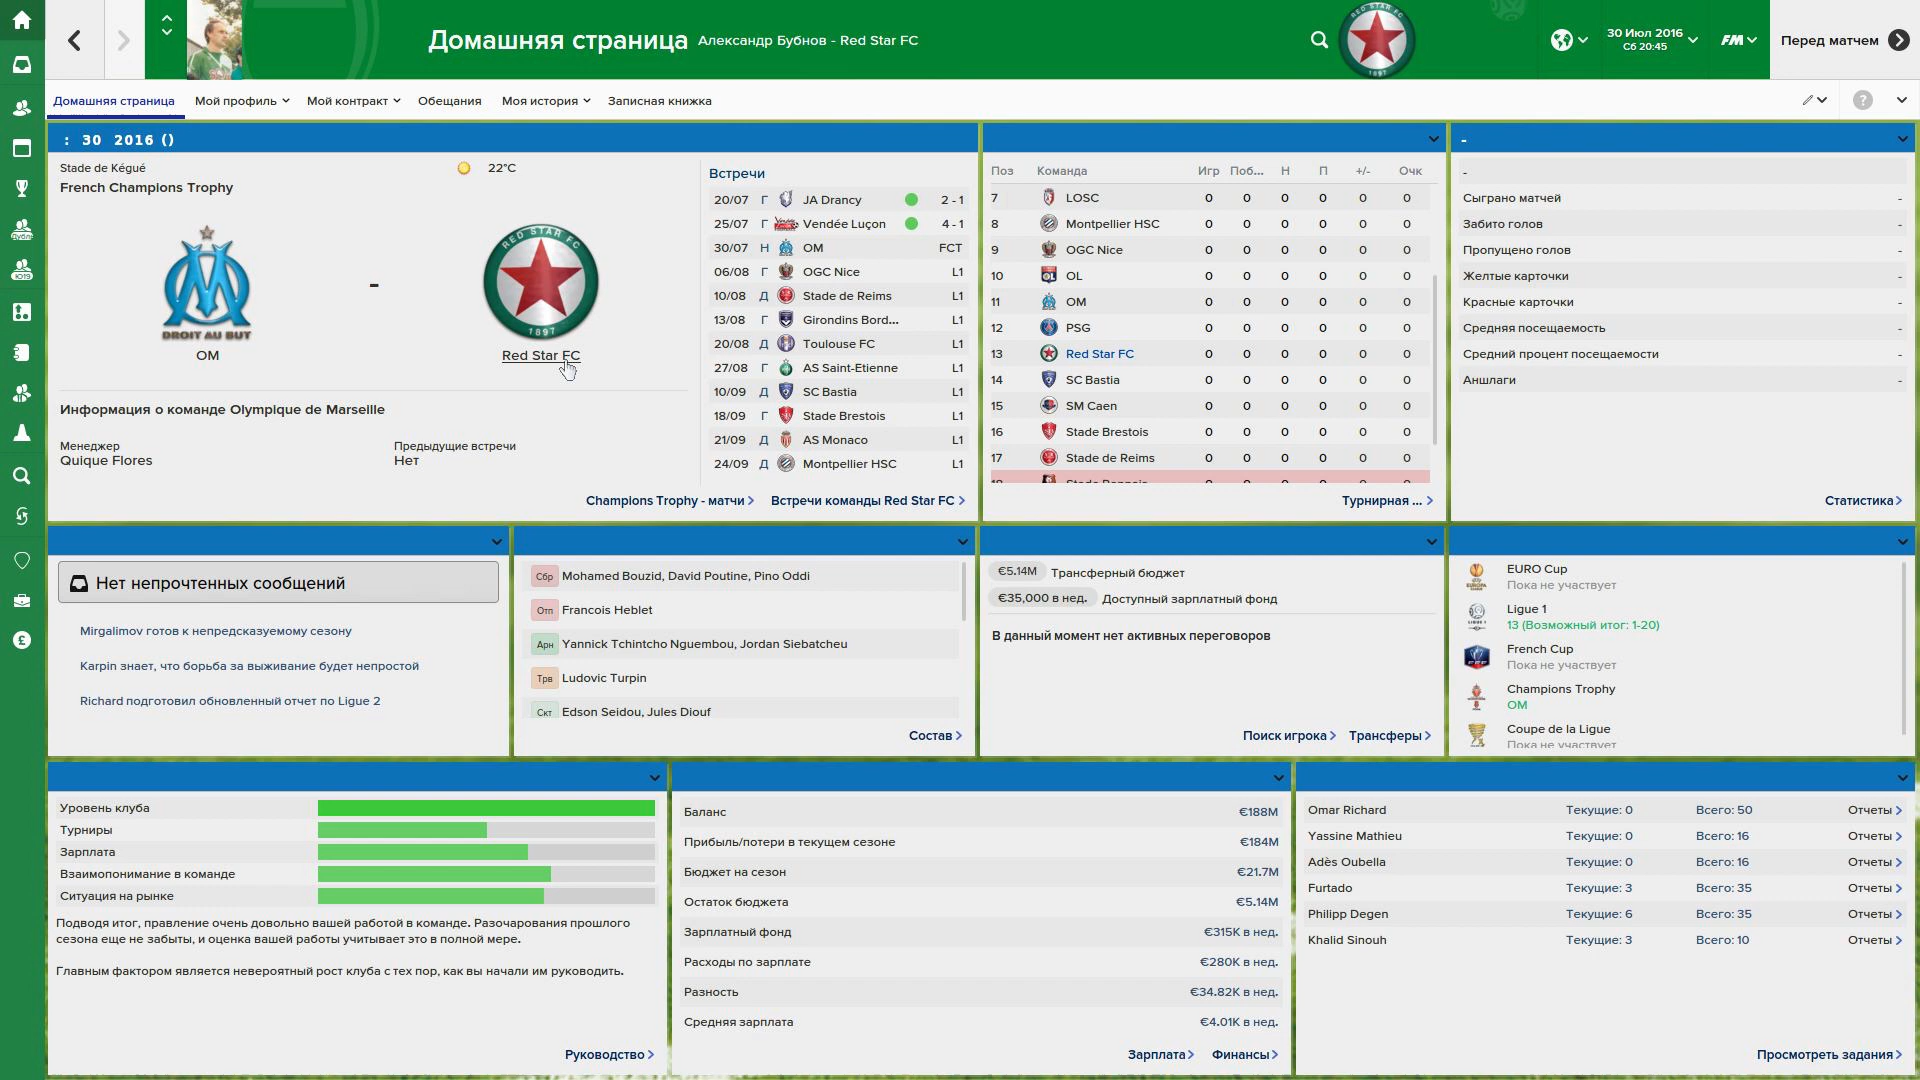 Домашняя страница
Александр Бубнов - Red Star FC
RED STAR FC
1897
30 Июл 2016
Сб 20:45
FM
Перед матчем
Домашняя страница Мой профиль Мой контракт Обещания Моя история Записная книжка
?
: 30 2016 ()
Stade de Kégué 22°C
French Champions Trophy
DROIT AU BUT
RED STAR FC
1897
-
OM Red Star FC
Информация о команде Olympique de Marseille
Менеджер Предыдущие встречи
Quique Flores Нет
Встречи
20/07 Г JA Drancy 2 - 1
25/07 Г Vendée Luçon 4 - 1
30/07 Н OM FCT
06/08 Г OGC Nice L1
10/08 Д Stade de Reims L1
13/08 Г Girondins Bord... L1
20/08 Д Toulouse FC L1
27/08 Г AS Saint-Etienne L1
10/09 Д SC Bastia L1
18/09 Г Stade Brestois L1
21/09 Д AS Monaco L1
24/09 Д Montpellier HSC L1
Champions Trophy - матчи Встречи команды Red Star FC
Поз Команда Игр Поб... Н П +/- Очк
7 LOSC 0 0 0 0 0 0
8 Montpellier HSC 0 0 0 0 0 0
9 OGC Nice 0 0 0 0 0 0
10 OL 0 0 0 0 0 0
11 OM 0 0 0 0 0 0
12 PSG 0 0 0 0 0 0
13 Red Star FC 0 0 0 0 0 0
14 SC Bastia 0 0 0 0 0 0
15 SM Caen 0 0 0 0 0 0
16 Stade Brestois 0 0 0 0 0 0
17 Stade de Reims 0 0 0 0 0 0
Турнирная ...
-
-
Сыграно матчей -
Забито голов -
Пропущено голов -
Желтые карточки -
Красные карточки -
Средняя посещаемость -
Средний процент посещаемости -
Аншлаги -
Статистика
Нет непрочтенных сообщений
Mirgalimov готов к непредсказуемому сезону
Karpin знает, что борьба за выживание будет непростой
Richard подготовил обновленный отчет по Ligue 2
Сбр Mohamed Bouzid, David Poutine, Pino Oddi
Отп Francois Heblet
Арн Yannick Tchintcho Nguembou, Jordan Siebatcheu
Трв Ludovic Turpin
Скт Edson Seidou, Jules Diouf
Состав
€5.14M Трансферный бюджет
€35,000 в нед. Доступный зарплатный фонд
В данный момент нет активных переговоров
Поиск игрока Трансферы
EURO Cup
Пока не участвует
Ligue 1
13 (Возможный итог: 1-20)
French Cup
Пока не участвует
Champions Trophy
OM
Coupe de la Ligue
Пока не участвует
Уровень клуба
Турниры
Зарплата
Взаимопонимание в команде
Ситуация на рынке
Подводя итог, правление очень довольно вашей работой в команде. Разочарования прошлого
сезона еще не забыты, и оценка вашей работы учитывает это в полной мере.
Главным фактором является невероятный рост клуба с тех пор, как вы начали им руководить.
Руководство
Баланс €188M
Прибыль/потери в текущем сезоне €184M
Бюджет на сезон €21.7M
Остаток бюджета €5.14M
Зарплатный фонд €315K в нед.
Расходы по зарплате €280K в нед.
Разность €34.82K в нед.
Средняя зарплата €4.01K в нед.
Зарплата Финансы
Omar Richard Текущие: 0 Всего: 50 Отчеты
Yassine Mathieu Текущие: 0 Всего: 16 Отчеты
Adès Oubella Текущие: 0 Всего: 16 Отчеты
Furtado Текущие: 3 Всего: 35 Отчеты
Philipp Degen Текущие: 6 Всего: 35 Отчеты
Khalid Sinouh Текущие: 3 Всего: 10 Отчеты
Просмотреть задания